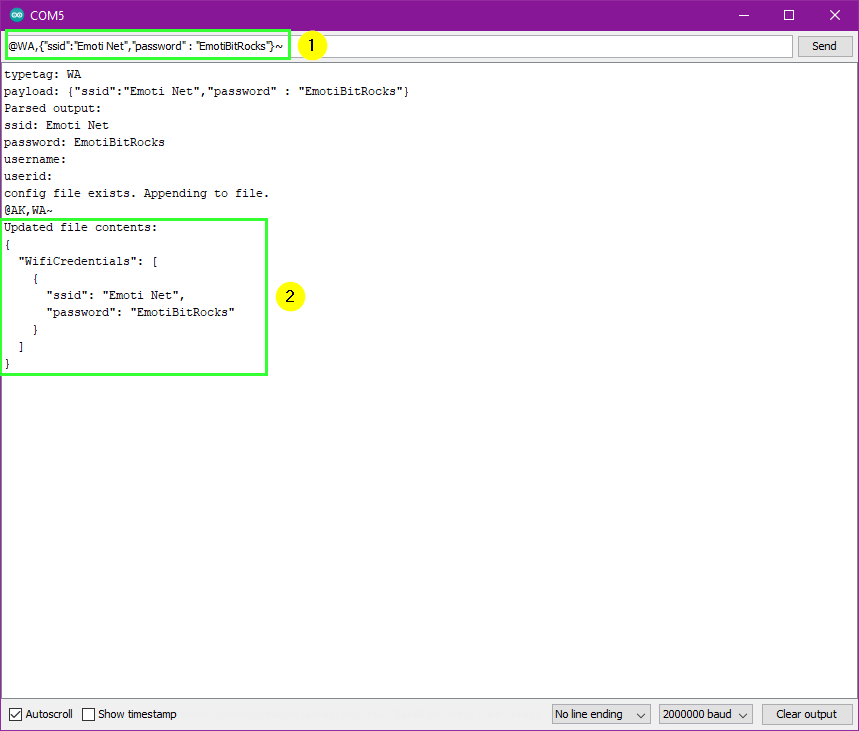 COM5
@WA,{"ssid":"Emoti Net","password" : "EmotiBitRocks"}~
1
Send
typetag: WA
payload: {"ssid":"Emoti Net","password" : "EmotiBitRocks"}
Parsed output:
ssid: Emoti Net
password: EmotiBitRocks
username:
userid:
config file exists. Appending to file.
@AK,WA~
Updated file contents:
{
  "WifiCredentials": [
    {
      "ssid": "Emoti Net",
      "password": "EmotiBitRocks"
    }
  ]
}
2
Autoscroll Show timestamp No line ending 2000000 baud Clear output